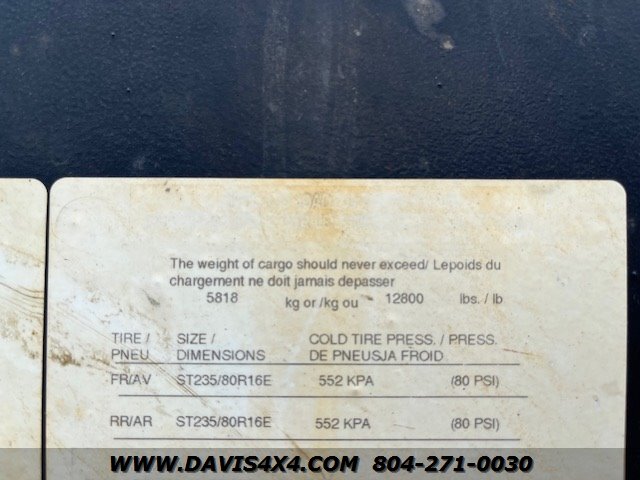 The weight of cargo should never exceed/ Lepoids du
chargement ne doit jamais depasser
5818 kg or /kg ou 12800 lbs. / lb
TIRE / SIZE / COLD TIRE PRESS. / PRESS.
PNEU DIMENSIONS DE PNEUSJA FROID
FR/AV ST235/80R16E 552 KPA (80 PSI)
RR/AR ST235/80R16E 552 KPA (80 PSI)
WWW.DAVIS4X4.COM 804-271-0030